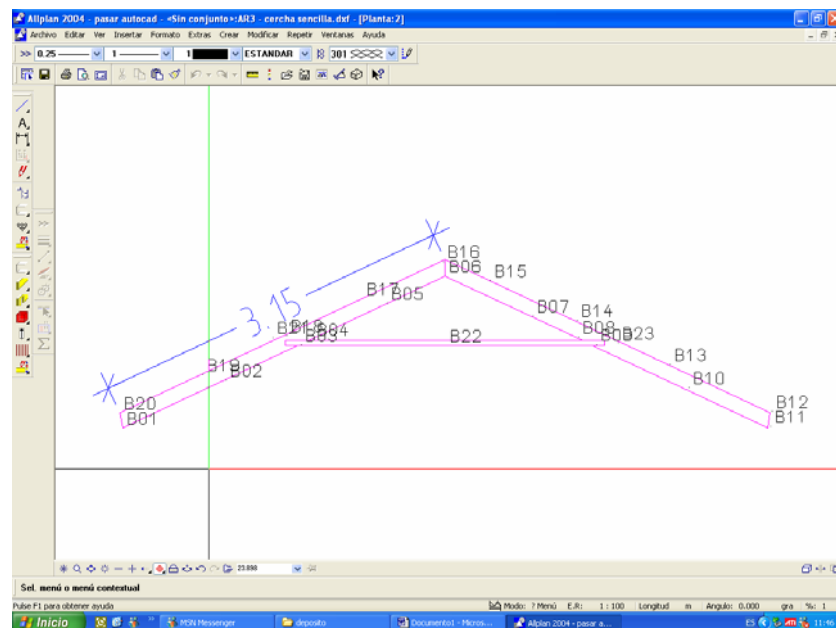 Allplan 2004 - pasar autocad - <Sin conjunto>:AR3 - cercha sencilla.dxf - [Planta:2]
Archivo Editar Ver Insertar Formato Extras Crear Modificar Repetir Ventanas Ayuda
0.25 1 1 ESTANDAR 301
B16
B06 B15
B17
B05
3.15
B07 B14
B18 B04 B08 B23
B03 B22
B19 B13
B02 B10
B20 B12
B01 B11
23.898
Sel. menú o menú contextual
Pulse F1 para obtener ayuda Modo: ? Menú E.R: 1 : 100 Longitud m Angulo: 0.000 gra %: 1
Inicio MSN Messenger deposito Documento1 - Micros... Allplan 2004 - pasar a... ES 11:46